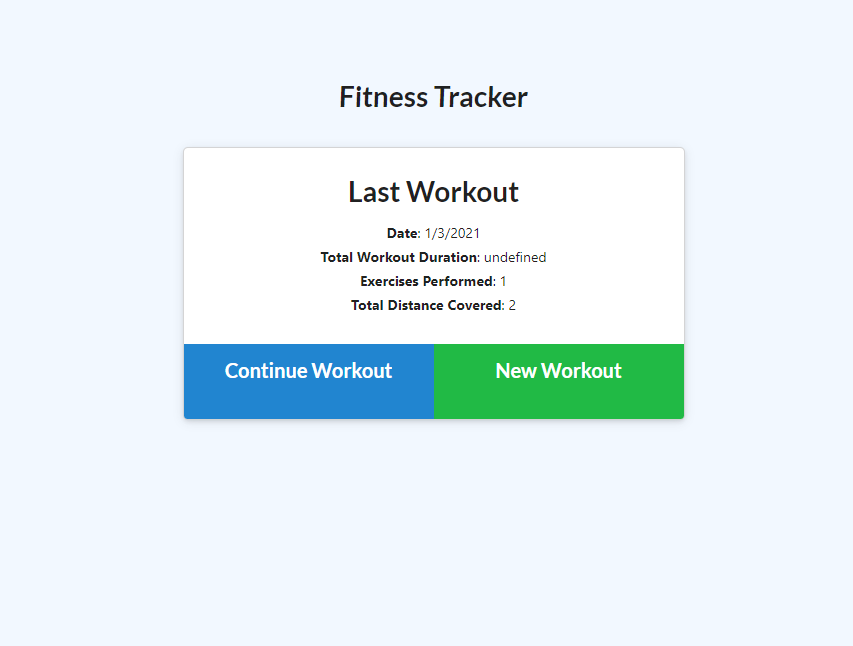 Fitness Tracker
Last Workout
Date: 1/3/2021
Total Workout Duration: undefined
Exercises Performed: 1
Total Distance Covered: 2
Continue Workout
New Workout